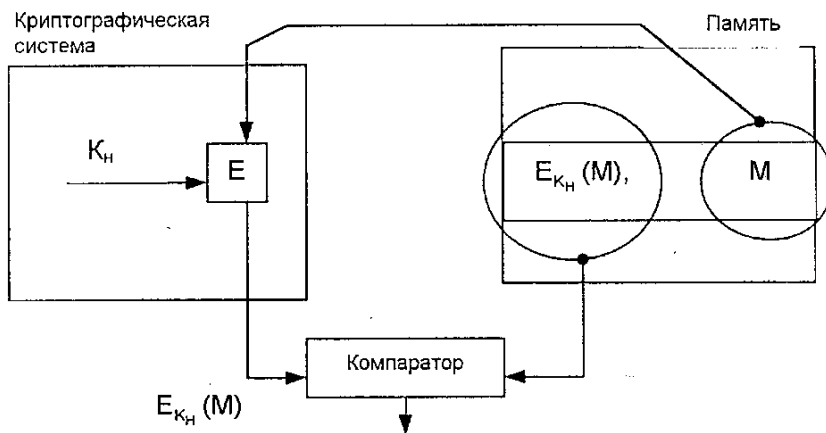 Криптографическая
система
Память
Kн
E
EKн (M),
M
Компаратор
EKн (M)